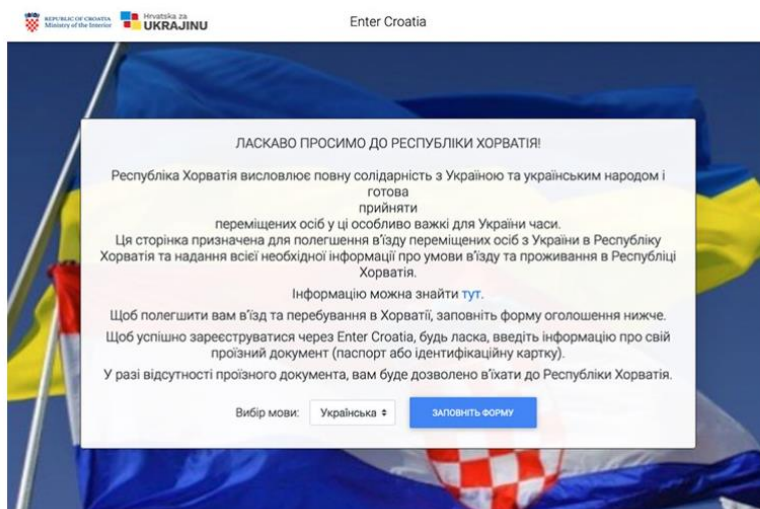 REPUBLIC OF CROATIA
Ministry of the Interior
Hrvatska za
UKRAJINU
Enter Croatia
ЛАСКАВО ПРОСИМО ДО РЕСПУБЛІКИ ХОРВАТІЯ!
Республіка Хорватія висловлює повну солідарність з Україною та українським народом і
готова
прийняти
переміщених осіб у ці особливо важкі для України часи.
Ця сторінка призначена для полегшення в'їзду переміщених осіб з України в Республіку
Хорватія та надання всієї необхідної інформації про умови в'їзду та проживання в Республіці
Хорватія.
Інформацію можна знайти тут.
Щоб полегшити вам в'їзд та перебування в Хорватії, заповніть форму оголошення нижче.
Щоб успішно зареєструватися через Enter Croatia, будь ласка, введіть інформацію про свій
проїзний документ (паспорт або ідентифікаційну картку).
У разі відсутності проїзного документа, вам буде дозволено в'їхати до Республіки Хорватія.
Вибір мови: Українська ЗАПОВНІТЬ ФОРМУ